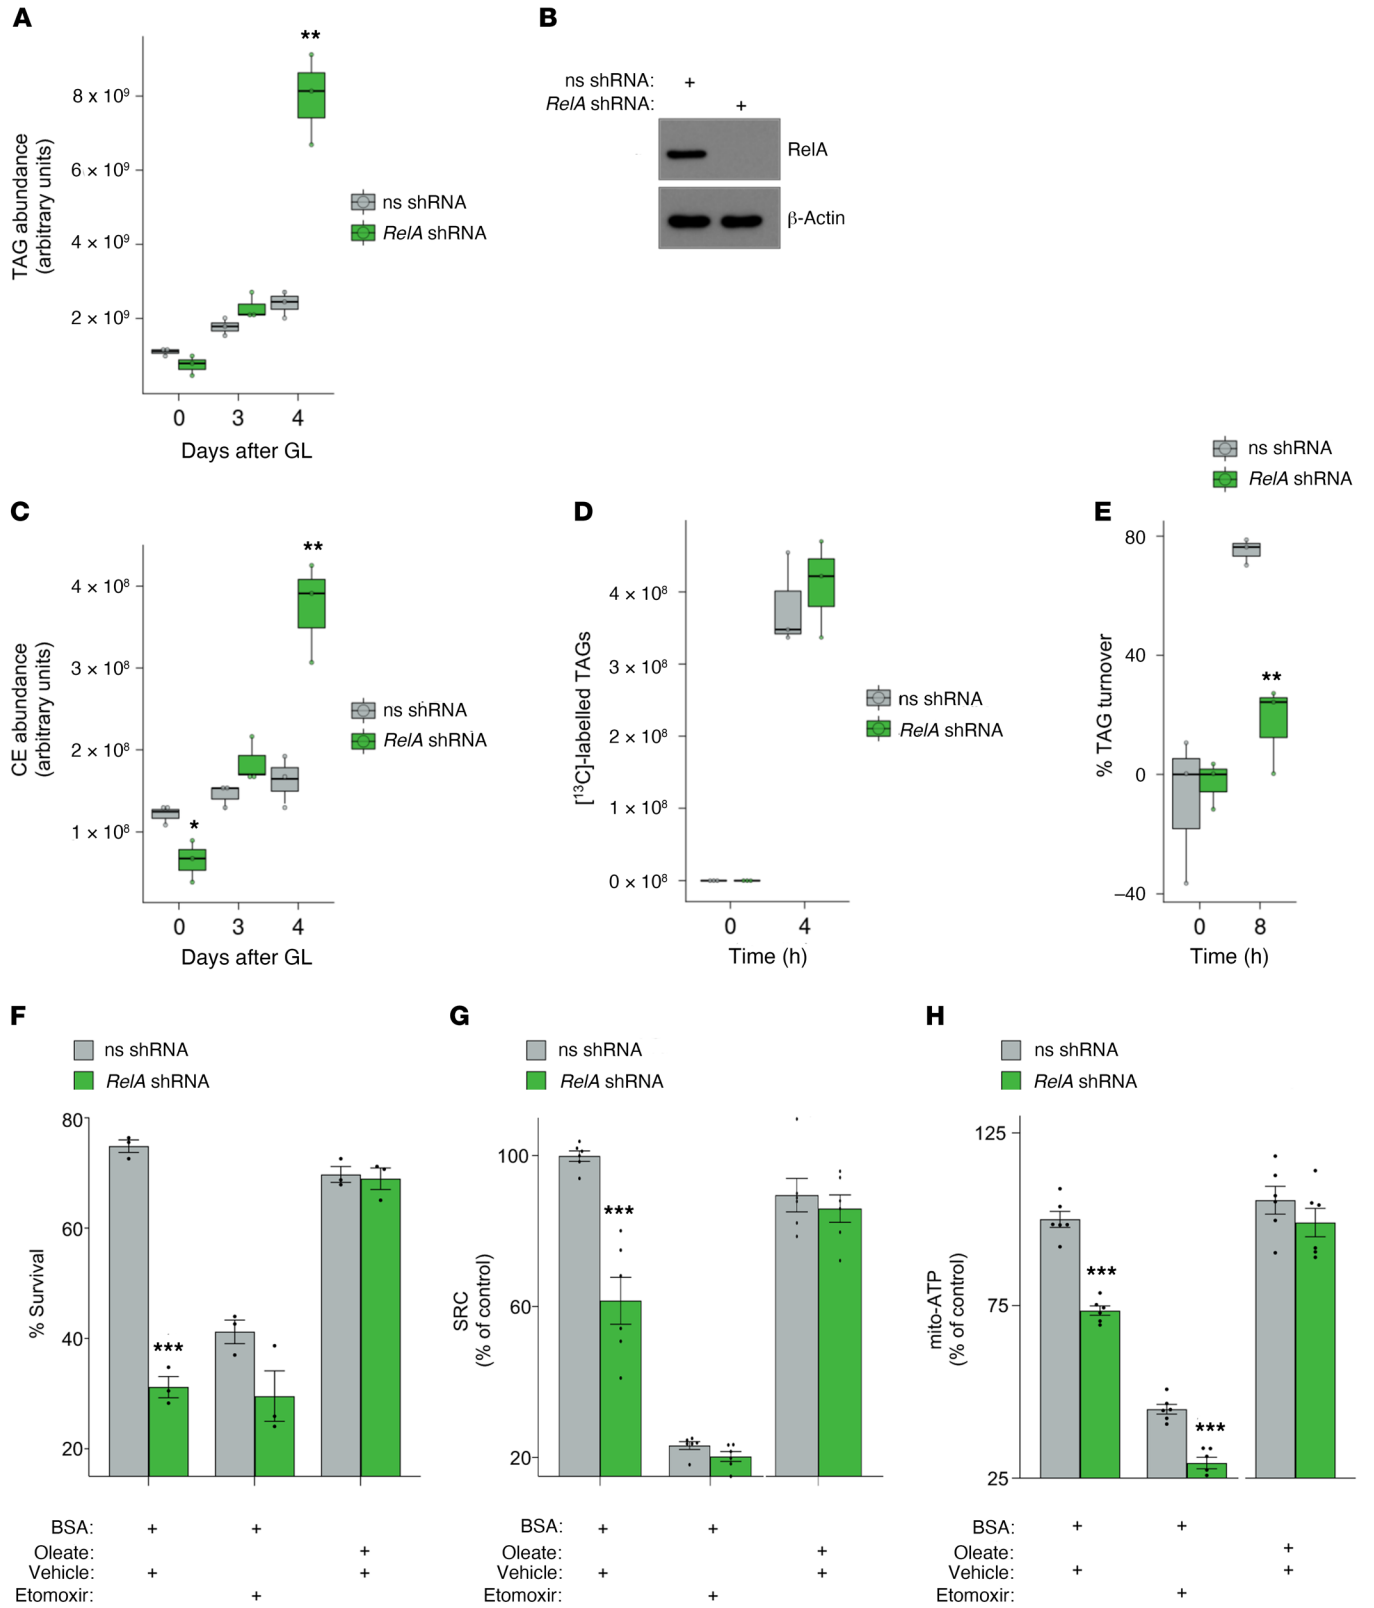 A
**
8 x 10⁹
6 × 10⁹
4 × 10⁹
2 × 10⁹
TAG abundance
(arbitrary units)
ns shRNA
RelA shRNA
0 3 4
Days after GL
B
ns shRNA: +
RelA shRNA: +
RelA
β-Actin
C
**
*
4 × 10⁸
3 × 10⁸
2 × 10⁸
1 × 10⁸
CE abundance
(arbitrary units)
ns shRNA
RelA shRNA
0 3 4
Days after GL
D
4 × 10⁸
3 × 10⁸
2 × 10⁸
1 × 10⁸
0 × 10⁸
[¹³C]-labelled TAGs
ns shRNA
RelA shRNA
0 4
Time (h)
ns shRNA
RelA shRNA
E
80
40
0
–40
% TAG turnover
**
0 8
Time (h)
F
ns shRNA
RelA shRNA
80
60
40
20
% Survival
***
BSA: + +
Oleate: +
Vehicle: + +
Etomoxir: +
G
ns shRNA
RelA shRNA
100
60
20
SRC
(% of control)
***
BSA: + +
Oleate: +
Vehicle: + +
Etomoxir: +
H
ns shRNA
RelA shRNA
125
75
25
mito-ATP
(% of control)
***
***
BSA: + +
Oleate: +
Vehicle: + +
Etomoxir: +